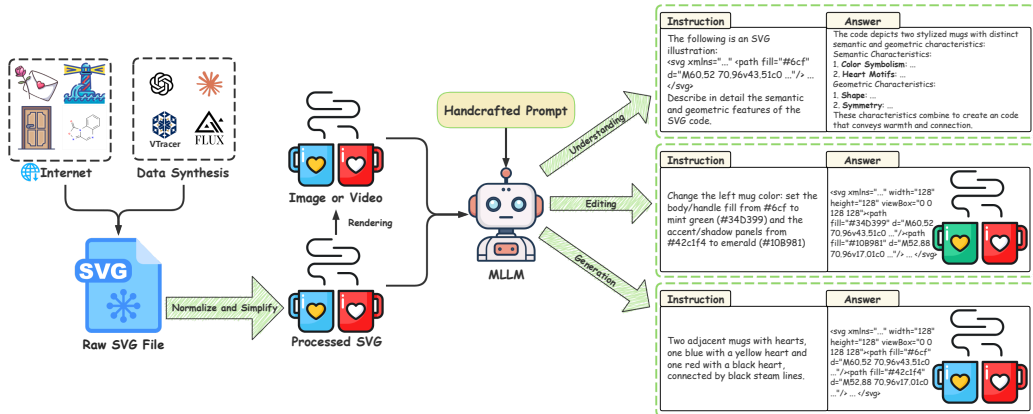 Internet
VTracer
FLUX
Data Synthesis
SVG
Raw SVG File
Normalize and Simplify
Image or Video
Rendering
Processed SVG
Handcrafted Prompt
MLLM
Understanding
Editing
Generation
Instruction
The following is an SVG
illustration:
<svg xmlns="..." <path fill="#6cf"
d="M60.52 70.96v43.51c0 ..."/> ...
</svg>
Describe in detail the semantic
and geometric features of the
SVG code.
Answer
The code depicts two stylized mugs with distinct
semantic and geometric characteristics:
Semantic Characteristics:
1. Color Symbolism: ...
2. Heart Motifs: ...
Geometric Characteristics:
1. Shape: ...
2. Symmetry: ...
These characteristics combine to create an code
that conveys warmth and connection.
Instruction
Change the left mug color: set the
body/handle fill from #6cf to
mint green (#34D399) and the
accent/shadow panels from
#42c1f4 to emerald (#10B981)
Answer
<svg xmlns="..." width="128"
height="128" viewBox="0 0
128 128"><path
fill="#34D399" d="M60.52
70.96v43.51c0 ..."/><path
fill="#10B981" d="M52.88
70.96v17.01c0 ..."/> ... </svg>
Instruction
Two adjacent mugs with hearts,
one blue with a yellow heart and
one red with a black heart,
connected by black steam lines.
Answer
<svg xmlns="..." width="128"
height="128" viewBox="0 0
128 128"><path fill="#6cf"
d="M60.52 70.96v43.51c0
..."/><path fill="#42c1f4"
d="M52.88 70.96v17.01c0
..."/> ... </svg>